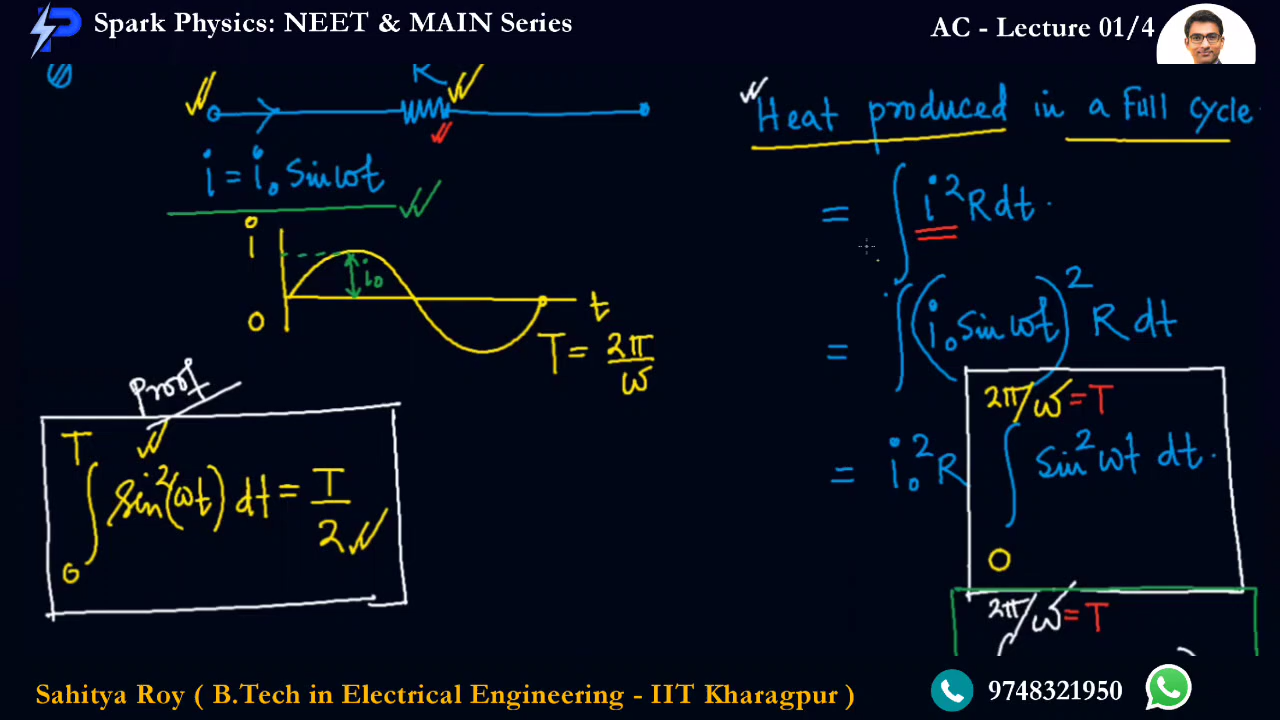 Spark Physics: NEET & MAIN Series
AC - Lecture 01/4
R
i = i₀ Sin ωt
i
i₀
0
t
T = 2π/ω
Proof
∫₀ᵀ sin²(ωt) dt = T/2
Heat produced in a Full cycle
= ∫ i² R dt.
= ∫ (i₀ sin ωt)² R dt
2π/ω = T
= i₀² R ∫ sin² ωt dt.
0
2π/ω = T
Sahitya Roy ( B.Tech in Electrical Engineering - IIT Kharagpur )
9748321950